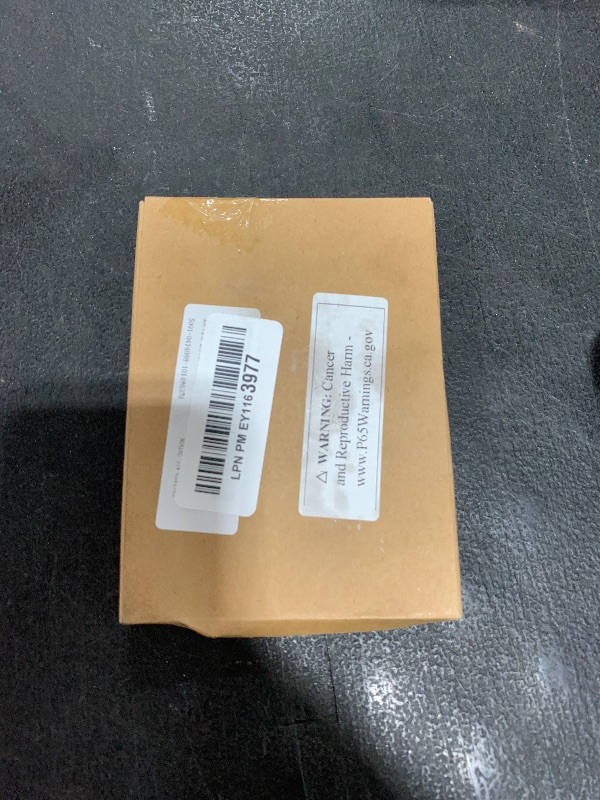 LPN PM EY1163977
⚠ WARNING: Cancer
and Reproductive Harm -
www.P65Warnings.ca.gov